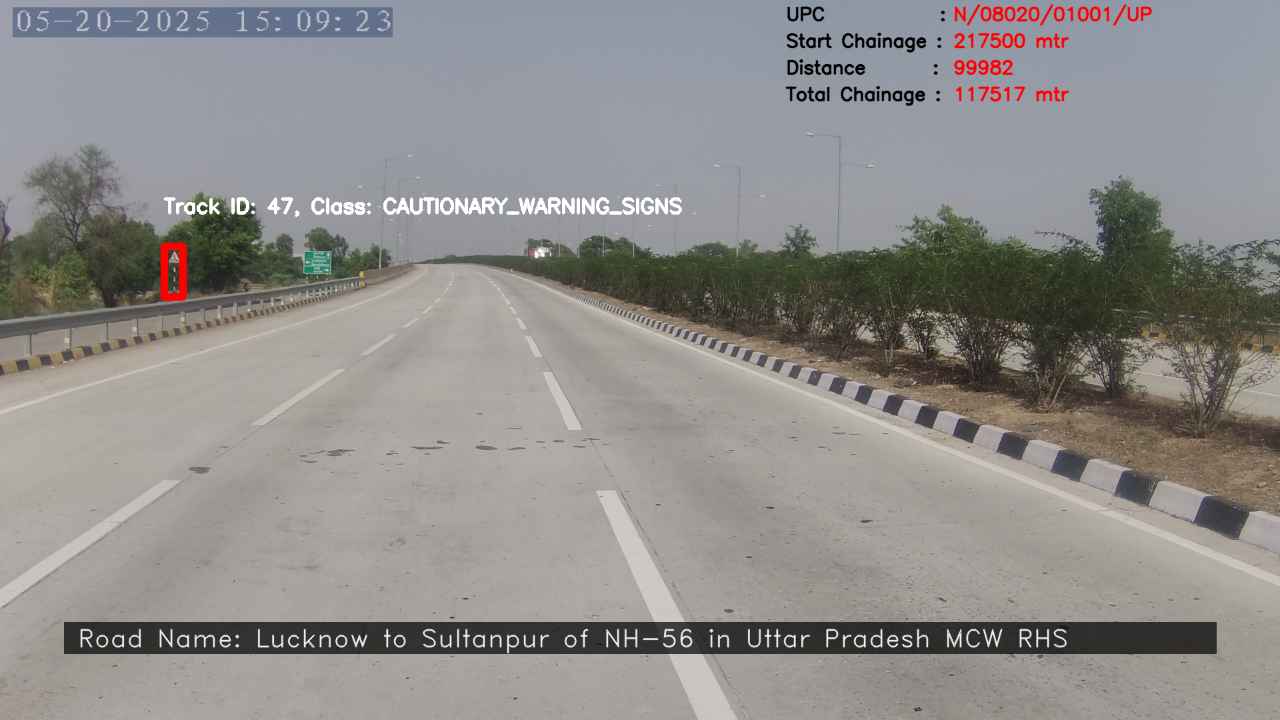 05-20-2025 15:09:23
UPC : N/08020/01001/UP
Start Chainage : 217500 mtr
Distance : 99982
Total Chainage : 117517 mtr
Track ID: 47, Class: CAUTIONARY_WARNING_SIGNS
Road Name: Lucknow to Sultanpur of NH-56 in Uttar Pradesh MCW RHS